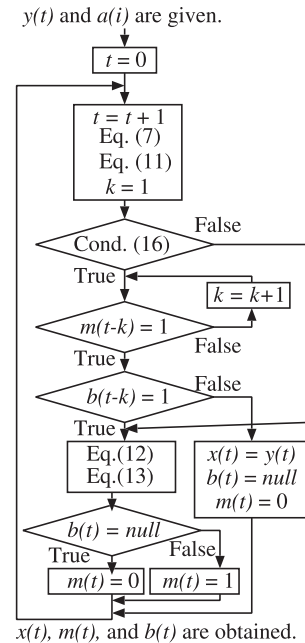 y(t) and a(i) are given.
t = 0
t = t + 1
Eq. (7)
Eq. (11)
k = 1
Cond. (16)
False
True
k = k+1
m(t-k) = 1
False
True
b(t-k) = 1
False
True
Eq.(12)
Eq.(13)
x(t) = y(t)
b(t) = null
m(t) = 0
b(t) = null
True
False
m(t) = 0
m(t) = 1
x(t), m(t), and b(t) are obtained.